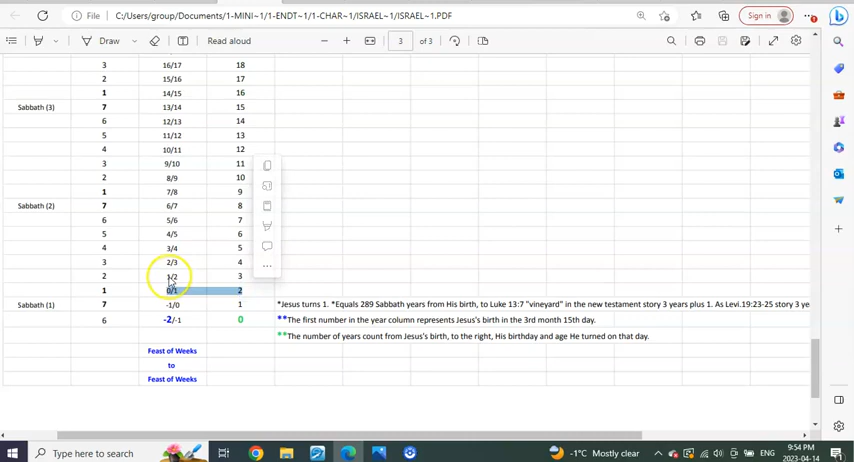 File
C:/Users/group/Documents/1-MINI~1/1-ENDT~1/1-CHAR~1/ISRAEL~1/ISRAEL~1.PDF
Sign in
Draw
Read aloud
3 of 3
3 16/17 18
2 15/16 17
1 14/15 16
Sabbath (3) 7 13/14 15
6 12/13 14
5 11/12 13
4 10/11 12
3 9/10 11
2 8/9 10
1 7/8 9
Sabbath (2) 7 6/7 8
6 5/6 7
5 4/5 6
4 3/4 5
3 2/3 4
2 1/2 3
1 0/1 2
Sabbath (1) 7 -1/0 1 *Jesus turns 1. *Equals 289 Sabbath years from His birth, to Luke 13:7 "vineyard" in the new testament story 3 years plus 1. As Levi.19:23-25 story 3 ye
6 -2/-1 0 **The first number in the year column represents Jesus's birth in the 3rd month 15th day.
**The number of years count from Jesus's birth, to the right, His birthday and age He turned on that day.
Feast of Weeks
to
Feast of Weeks
Type here to search
-1°C Mostly clear
ENG
9:54 PM
2023-04-14